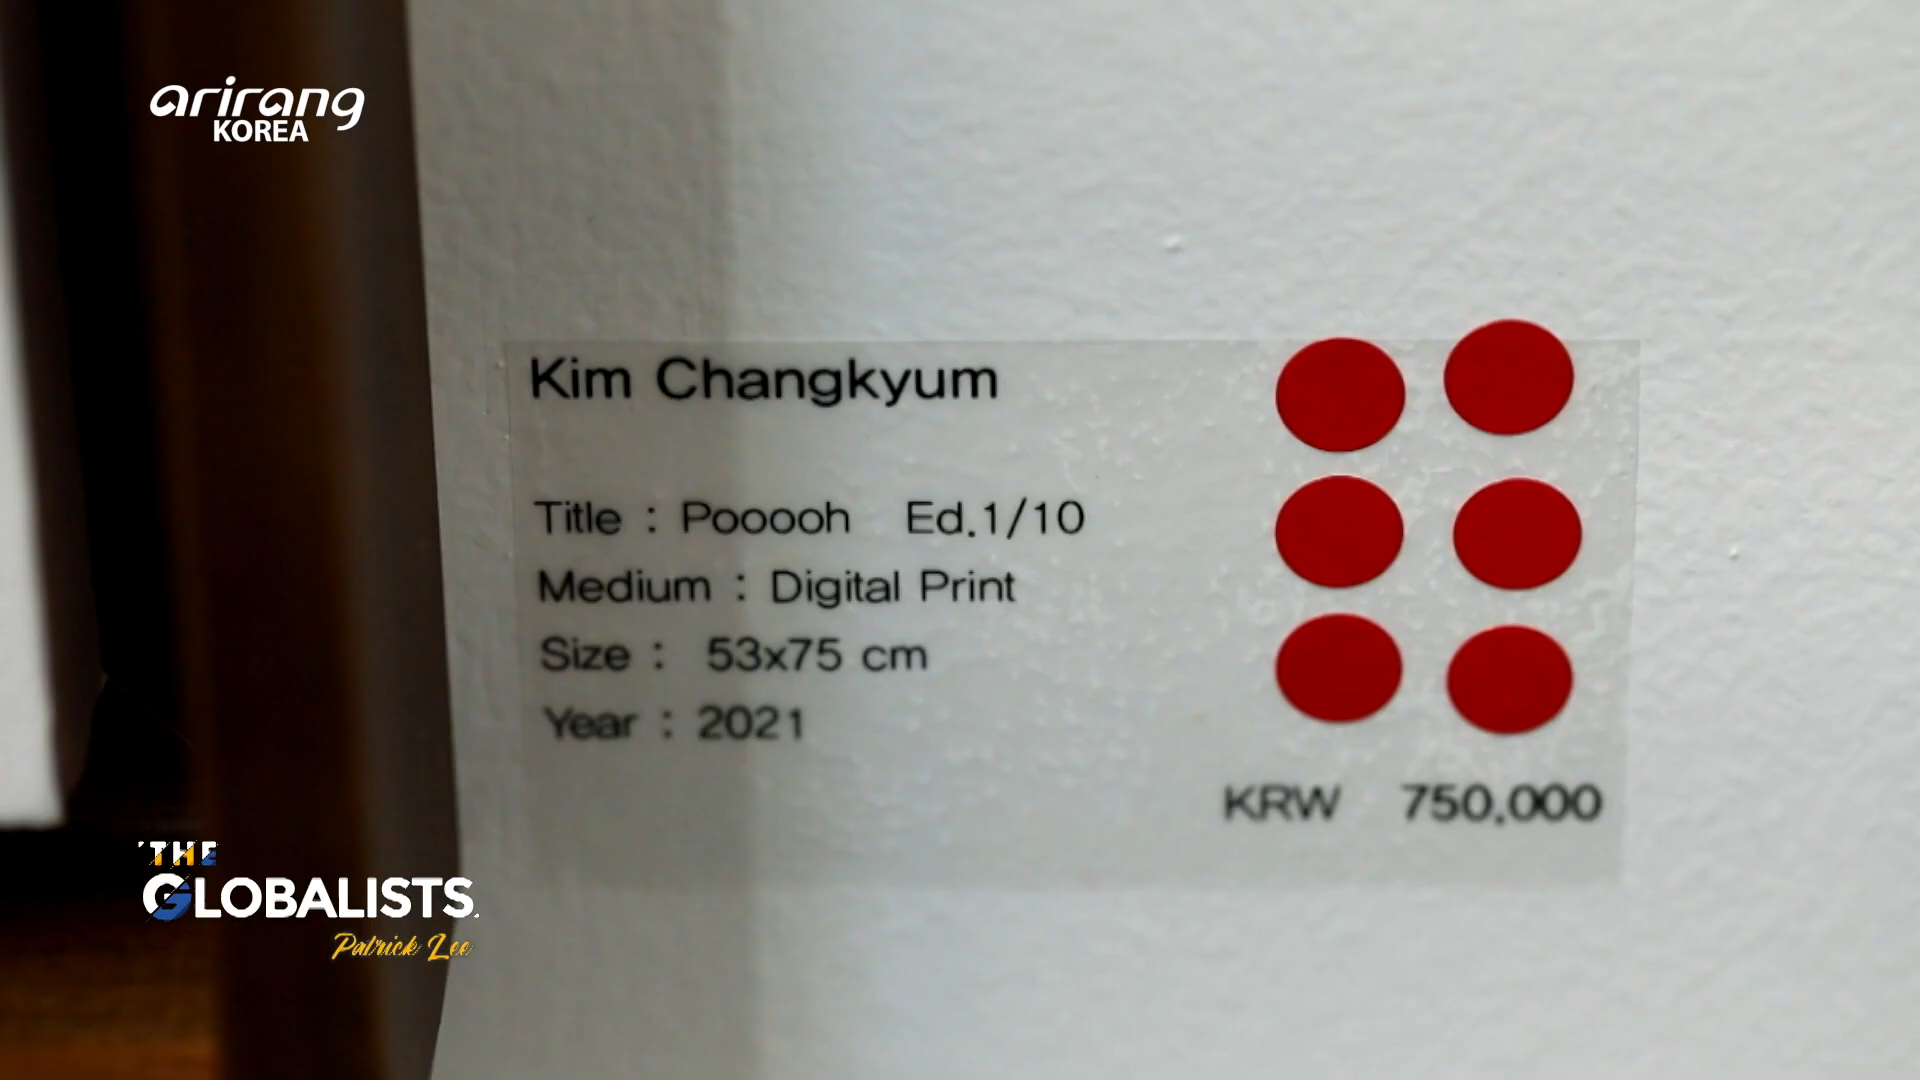 arirang
KOREA
Kim Changkyum
Title : Pooooh Ed.1/10
Medium : Digital Print
Size : 53x75 cm
Year : 2021
KRW 750,000
THE
GLOBALISTS
Patrick Lee